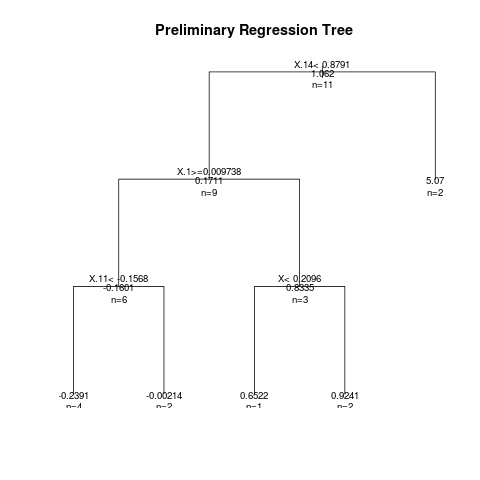 Preliminary Regression Tree
X.14< 0.8791
1.062
n=11
X.1>=0.009738
0.1711
n=9
5.07
n=2
X.11< -0.1568
-0.1601
n=6
X< 0.2096
0.8335
n=3
-0.2391
n=4
-0.00214
n=2
0.6522
n=1
0.9241
n=2